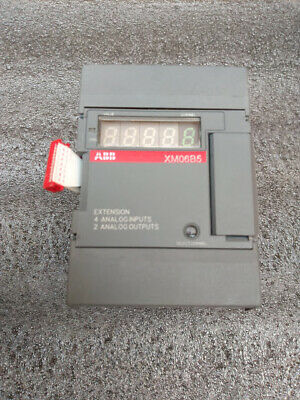 ABB
XM06B5
EXTENSION
4 ANALOG INPUTS
2 ANALOG OUTPUTS